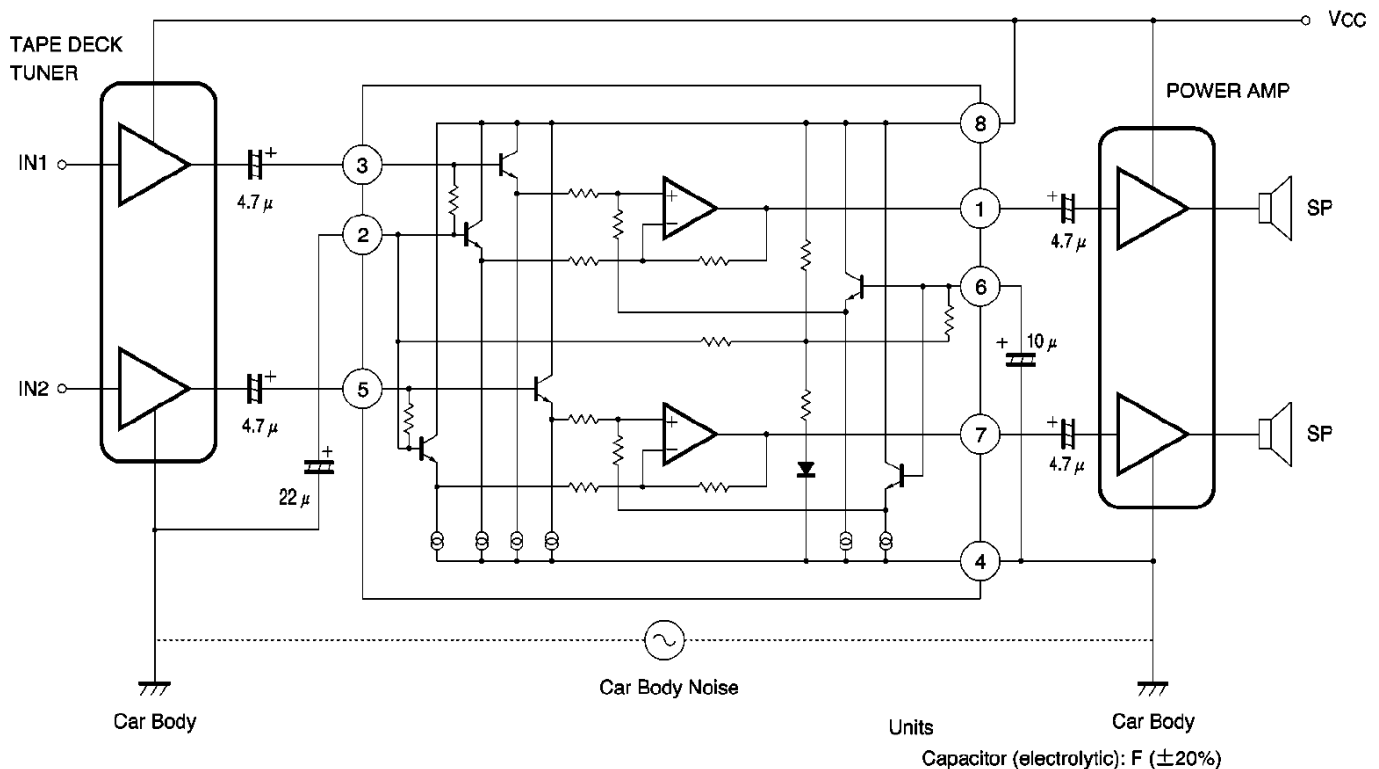 VCC
TAPE DECK
TUNER
POWER AMP
8
IN1
+
3
4.7 μ
+
−
1
+
4.7 μ
SP
2
6
+
10 μ
IN2
+
5
4.7 μ
+
−
7
+
4.7 μ
SP
+
22 μ
4
Car Body Noise
Car Body
Car Body
Units
Capacitor (electrolytic): F (±20%)